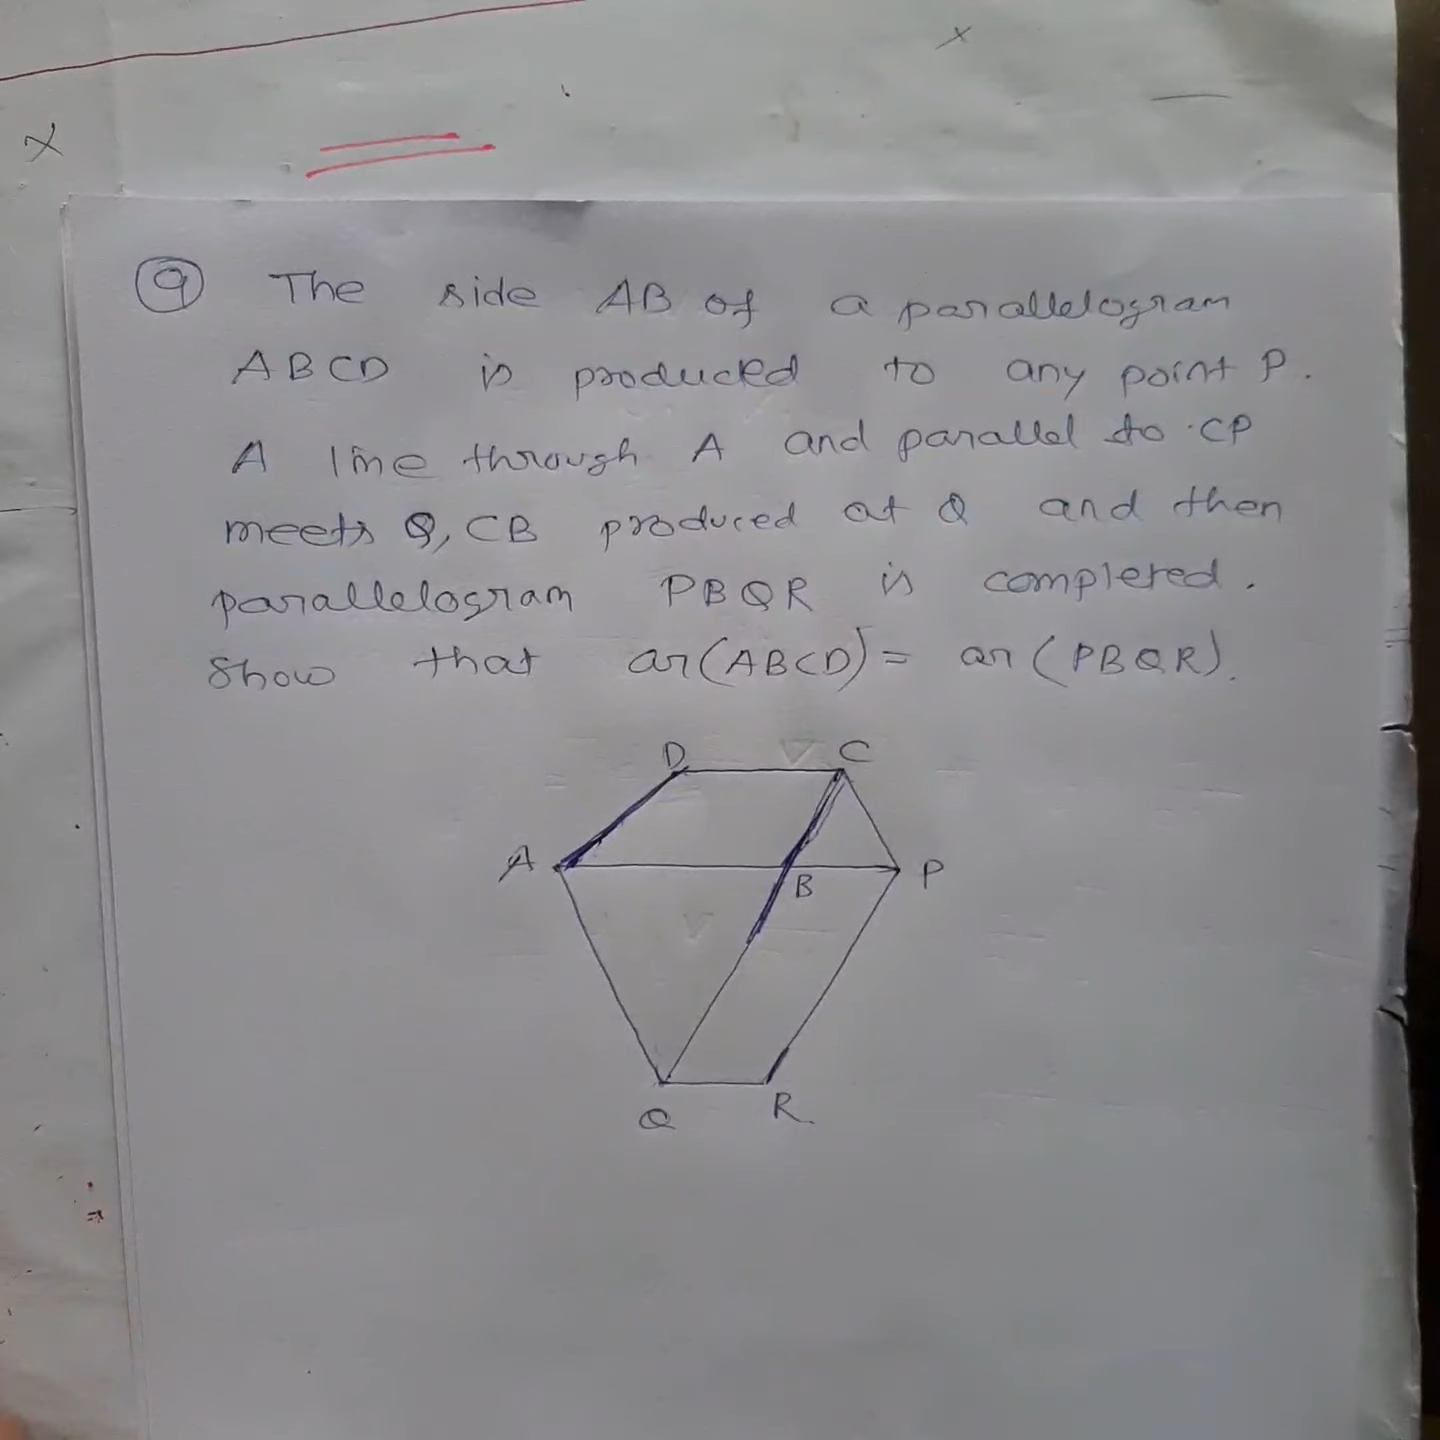 9 The side AB of a parallelogram
ABCD is produced to any point P.
A line through A and parallel to CP
meets Q, CB produced at Q and then
parallelogram PBQR is completed.
Show that ar(ABCD) = ar(PBQR).
D C
A B P
Q R